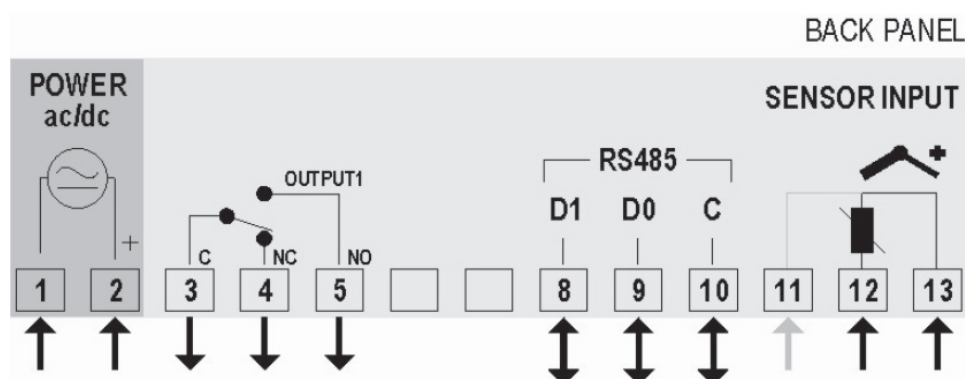 BACK PANEL
POWER
ac/dc
SENSOR INPUT
RS485
OUTPUT1
D1 D0 C
+
C NC NO
1 2 3 4 5 8 9 10 11 12 13